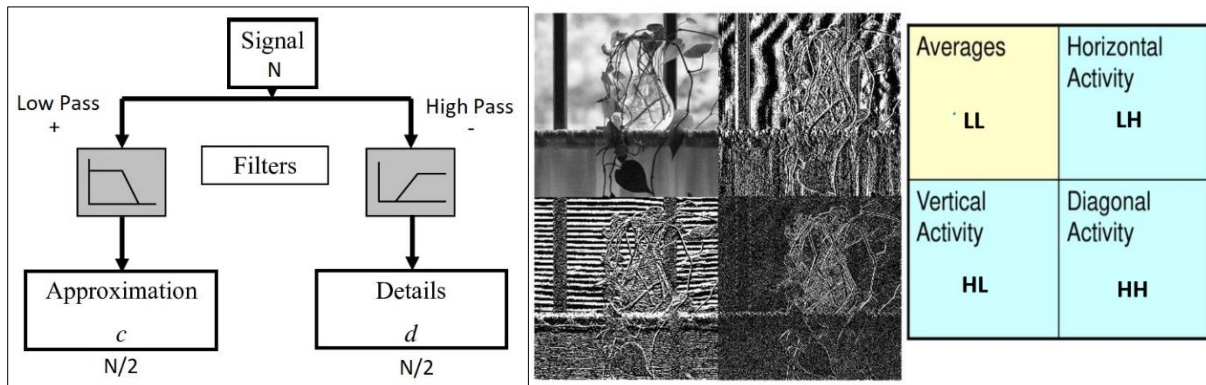 Signal
N
Low Pass
+
High Pass
-
Filters
Approximation
c
N/2
Details
d
N/2
Averages
LL
Horizontal
Activity
LH
Vertical
Activity
HL
Diagonal
Activity
HH